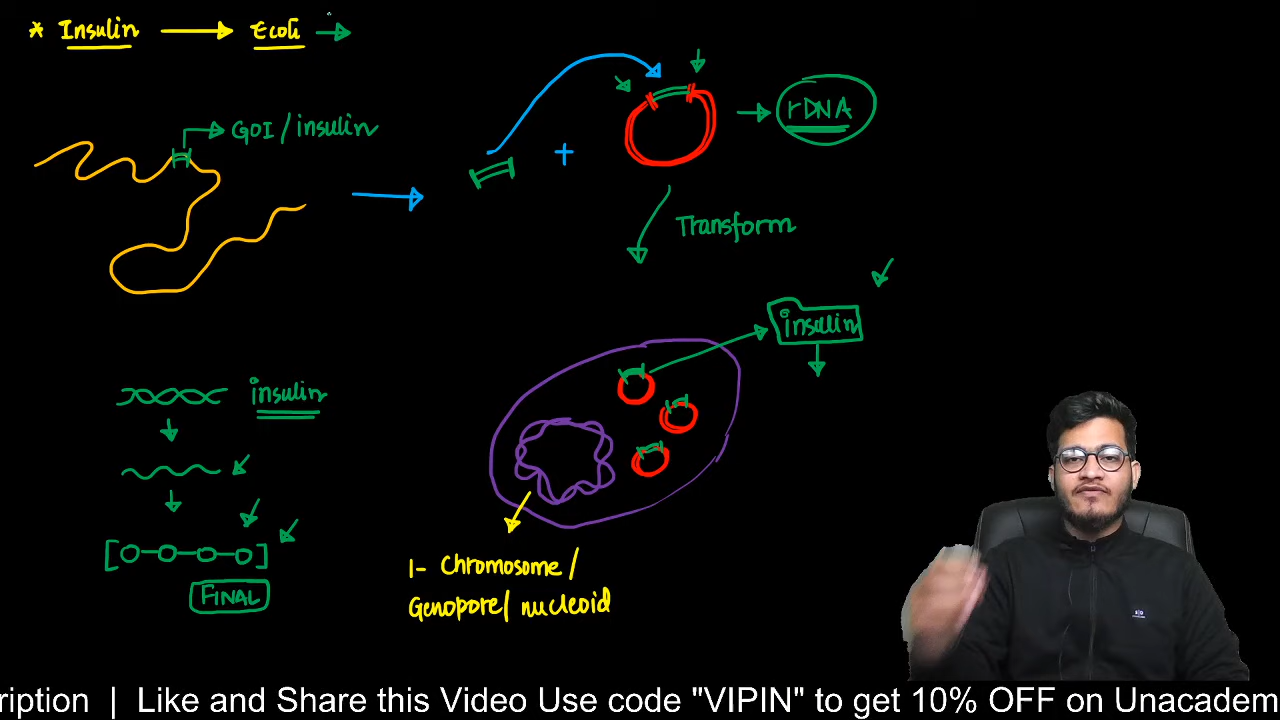 * Insulin → Ecoli →
GOI/insulin
+
→ rDNA
Transform
insulin
insulin
[O-O-O-O]
FINAL
1- Chromosome/
Genopore/ nucleoid
ription | Like and Share this Video Use code "VIPIN" to get 10% OFF on Unacadem